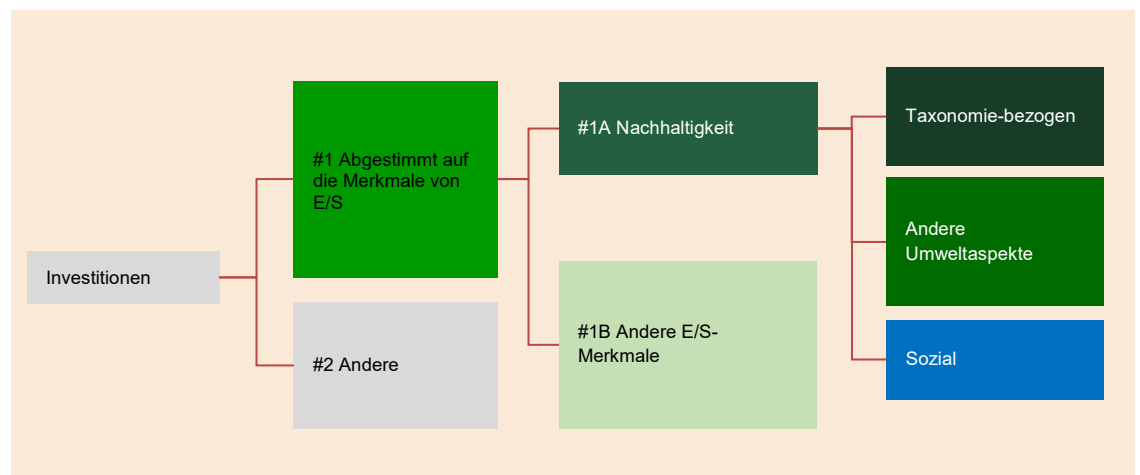 Investitionen
#1 Abgestimmt auf
die Merkmale von
E/S
#2 Andere
#1A Nachhaltigkeit
#1B Andere E/S-
Merkmale
Taxonomie-bezogen
Andere
Umweltaspekte
Sozial